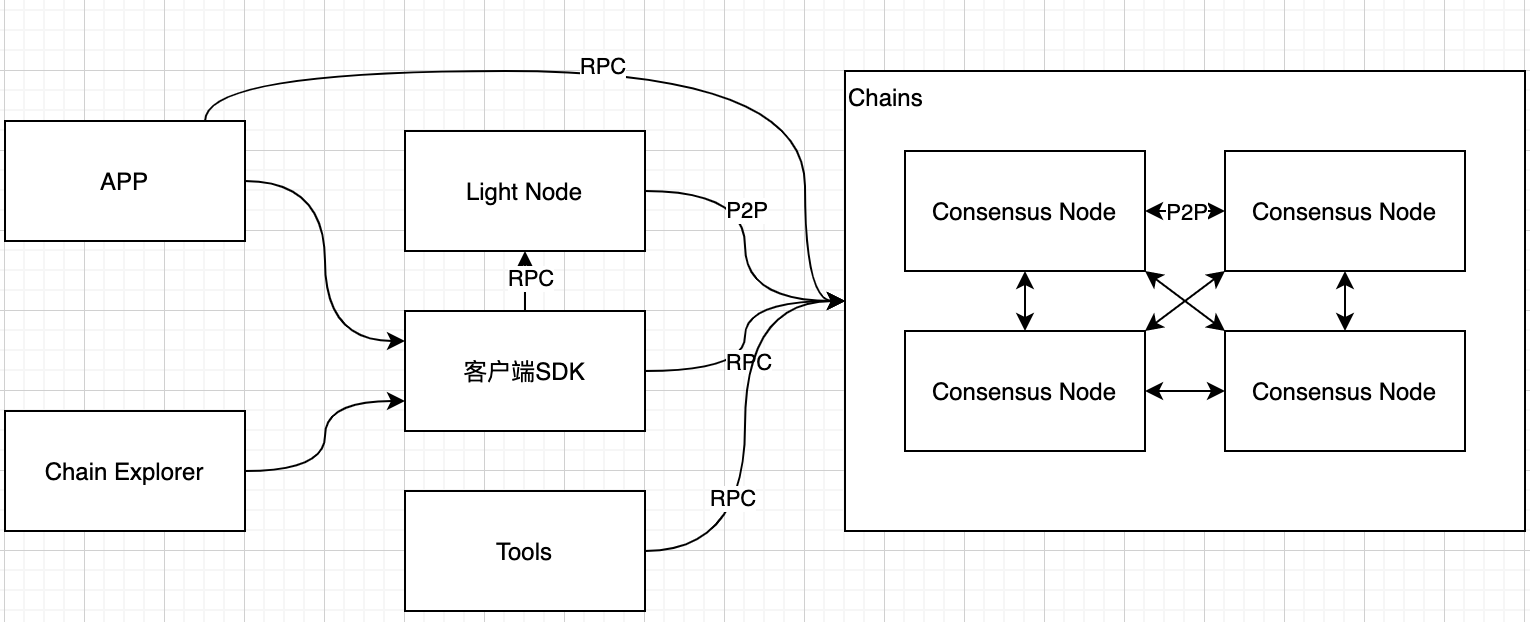 RPC
Chains
APP
Light Node
P2P
Consensus Node
P2P
Consensus Node
RPC
客户端SDK
RPC
Consensus Node
Consensus Node
Chain Explorer
RPC
Tools